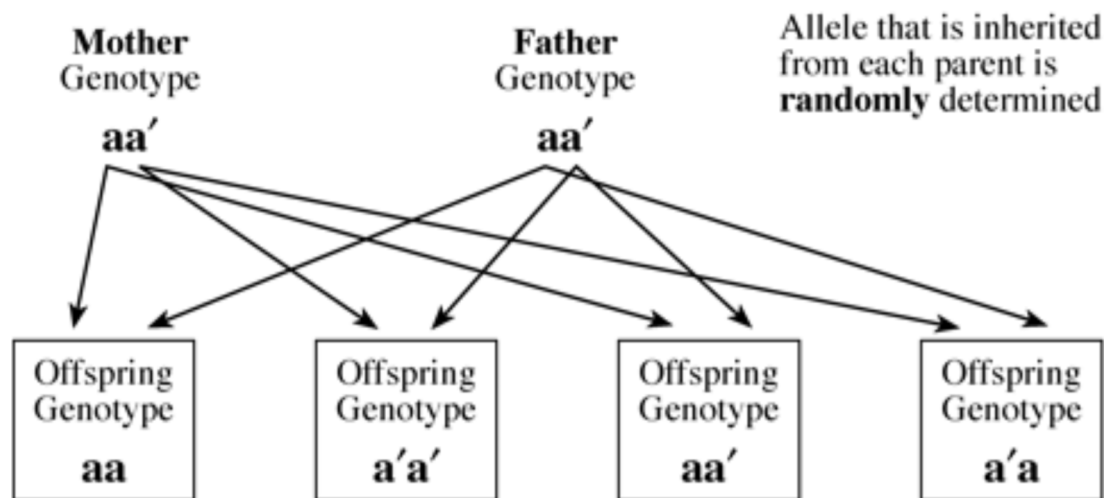 Mother
Genotype
aa′
Father
Genotype
aa′
Allele that is inherited
from each parent is
randomly determined
Offspring
Genotype
aa
Offspring
Genotype
a′a′
Offspring
Genotype
aa′
Offspring
Genotype
a′a